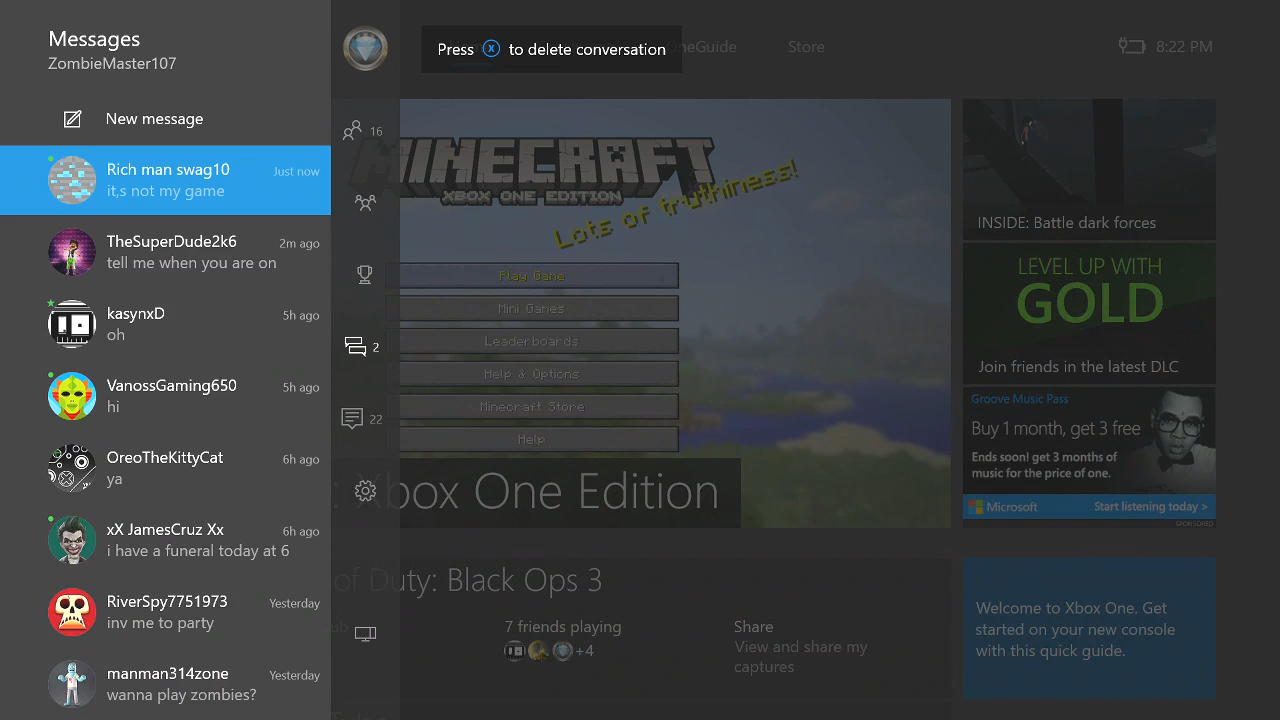 Messages
ZombieMaster107
New message
Rich man swag10
Just now
it,s not my game
TheSuperDude2k6
2m ago
tell me when you are on
kasynxD
5h ago
oh
VanossGaming650
5h ago
hi
OreoTheKittyCat
6h ago
ya
xX JamesCruz Xx
6h ago
i have a funeral today at 6
RiverSpy7751973
Yesterday
inv me to party
manman314zone
Yesterday
wanna play zombies?
16
2
22
Press X to delete conversation
OneGuide
Store
8:22 PM
MINECRAFT
XBOX ONE EDITION
Lots of truthiness!
Play Game
Mini Games
Leaderboards
Help & Options
Minecraft Store
Help
: Xbox One Edition
of Duty: Black Ops 3
7 friends playing
+4
Share
View and share my
captures
INSIDE: Battle dark forces
LEVEL UP WITH
GOLD
Join friends in the latest DLC
Groove Music Pass
Buy 1 month, get 3 free
Ends soon! get 3 months of
music for the price of one.
Microsoft
Start listening today >
SPONSORED
Welcome to Xbox One. Get
started on your new console
with this quick guide.